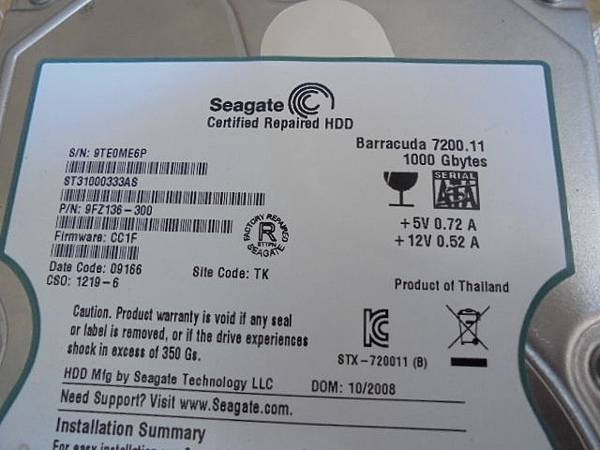 Seagate
Certified Repaired HDD
Barracuda 7200.11
1000 Gbytes
S/N: 9TE0ME6P
ST31000333AS
P/N: 9FZ136-300
Firmware: CC1F
Date Code: 09166
CSO: 1219-6
Site Code: TK
FACTORY REPAIRED
R
SEAGATE
SERIAL
ATA
+5V 0.72 A
+12V 0.52 A
Product of Thailand
Caution. Product warranty is void if any seal
or label is removed, or if the drive experiences
shock in excess of 350 Gs.
STX-720011 (B)
HDD Mfg by Seagate Technology LLC
DOM: 10/2008
Need Support? Visit www.Seagate.com.
Installation Summary
For easy